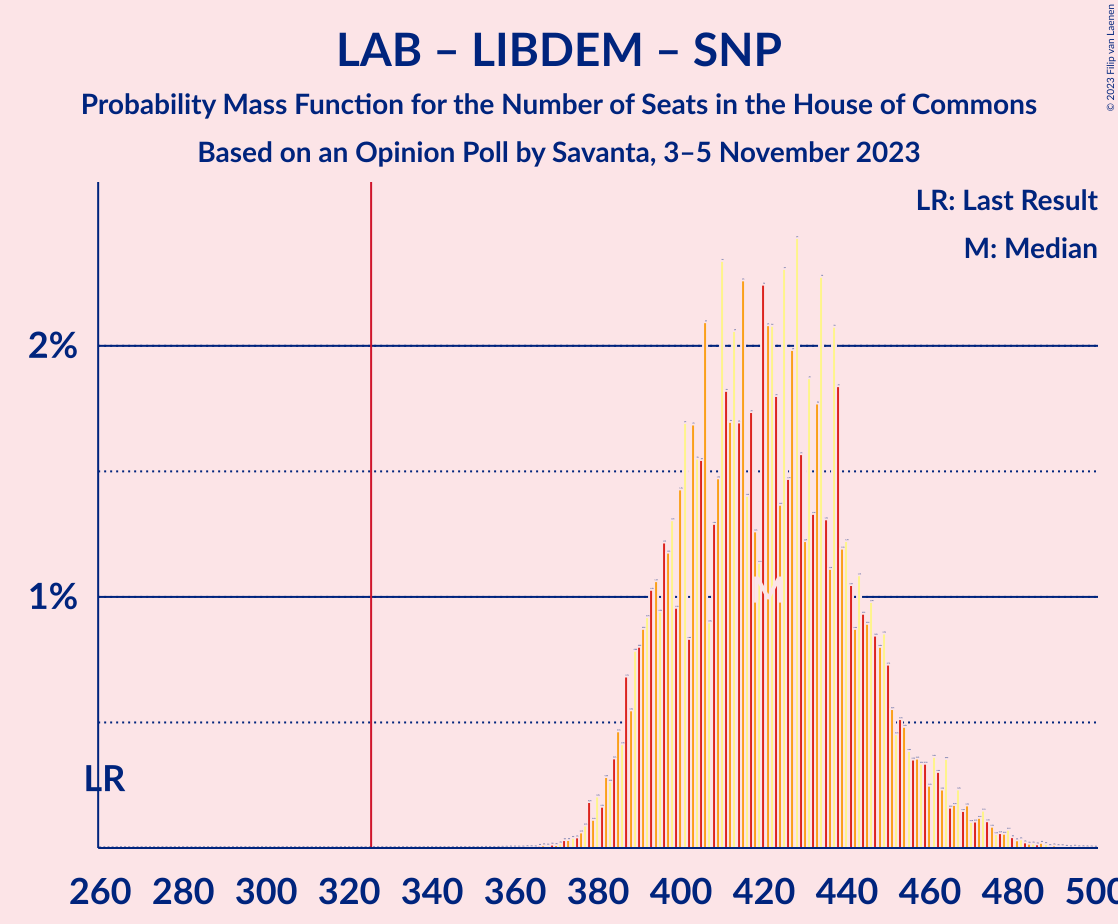 LAB – LIBDEM – SNP
Probability Mass Function for the Number of Seats in the House of Commons
Based on an Opinion Poll by Savanta, 3–5 November 2023
© 2023 Filip van Laenen
LR: Last Result
M: Median
2%
1%
M
LR
260 280 300 320 340 360 380 400 420 440 460 480 500